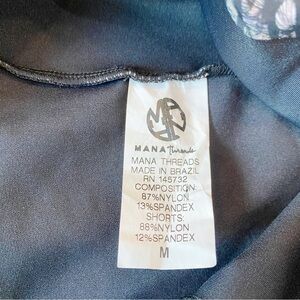 MANA Threads
MANA THREADS
MADE IN BRAZIL
RN 145732
COMPOSITION:
87%NYLON
13%SPANDEX
SHORTS:
88%NYLON
12%SPANDEX
M